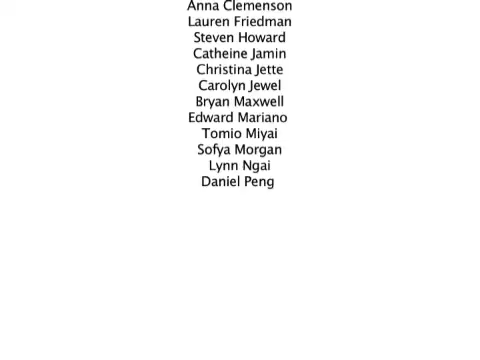 Anna Clemenson
Lauren Friedman
Steven Howard
Catheine Jamin
Christina Jette
Carolyn Jewel
Bryan Maxwell
Edward Mariano
Tomio Miyai
Sofya Morgan
Lynn Ngai
Daniel Peng